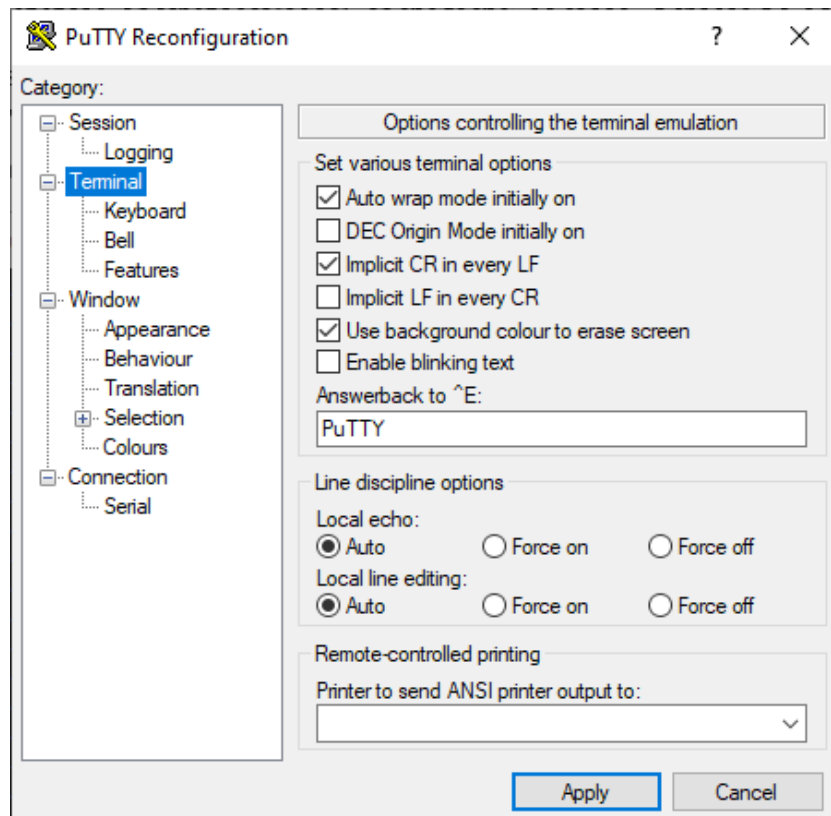 PuTTY Reconfiguration
?
Category:
Session
Logging
Terminal
Keyboard
Bell
Features
Window
Appearance
Behaviour
Translation
Selection
Colours
Connection
Serial
Options controlling the terminal emulation
Set various terminal options
Auto wrap mode initially on
DEC Origin Mode initially on
Implicit CR in every LF
Implicit LF in every CR
Use background colour to erase screen
Enable blinking text
Answerback to ^E:
PuTTY
Line discipline options
Local echo:
Auto Force on Force off
Local line editing:
Auto Force on Force off
Remote-controlled printing
Printer to send ANSI printer output to:
Apply Cancel